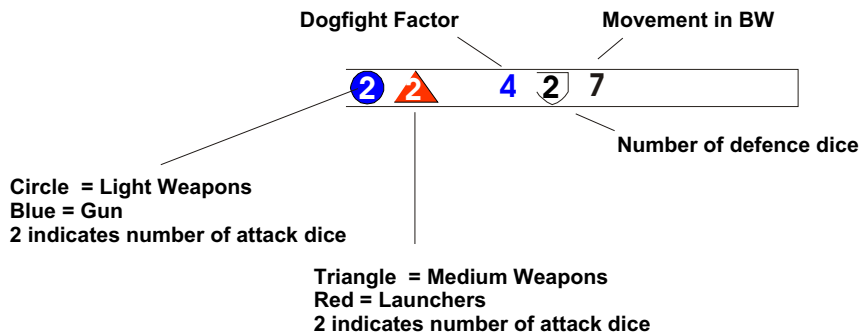 Dogfight Factor
Movement in BW
2 2 4 2 7
Number of defence dice
Circle = Light Weapons
Blue = Gun
2 indicates number of attack dice
Triangle = Medium Weapons
Red = Launchers
2 indicates number of attack dice